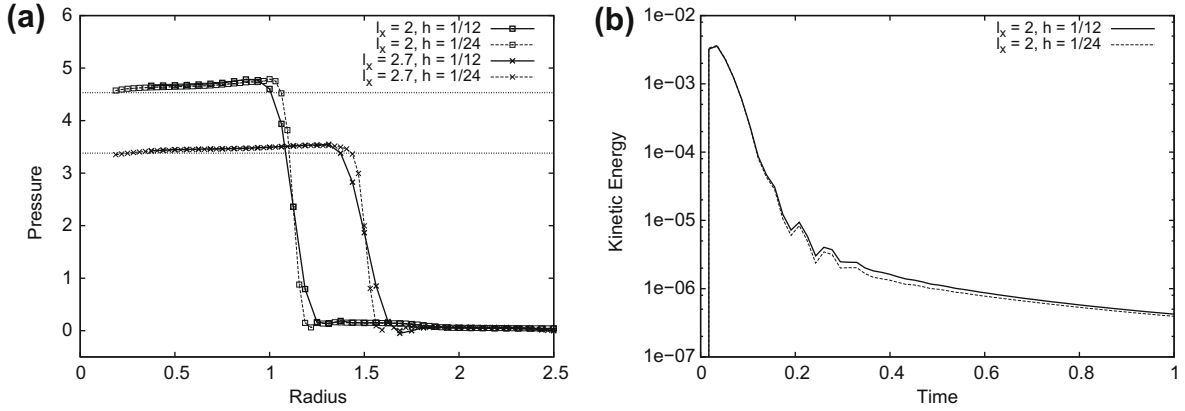 (a)
6
5
4
3
2
1
0
Pressure
0
0.5
1
1.5
2
2.5
Radius
l_x = 2, h = 1/12
l_x = 2, h = 1/24
l_x = 2.7, h = 1/12
l_x = 2.7, h = 1/24
(b)
1e−02
1e−03
1e−04
1e−05
1e−06
1e−07
Kinetic Energy
0
0.2
0.4
0.6
0.8
1
Time
l_x = 2, h = 1/12
l_x = 2, h = 1/24